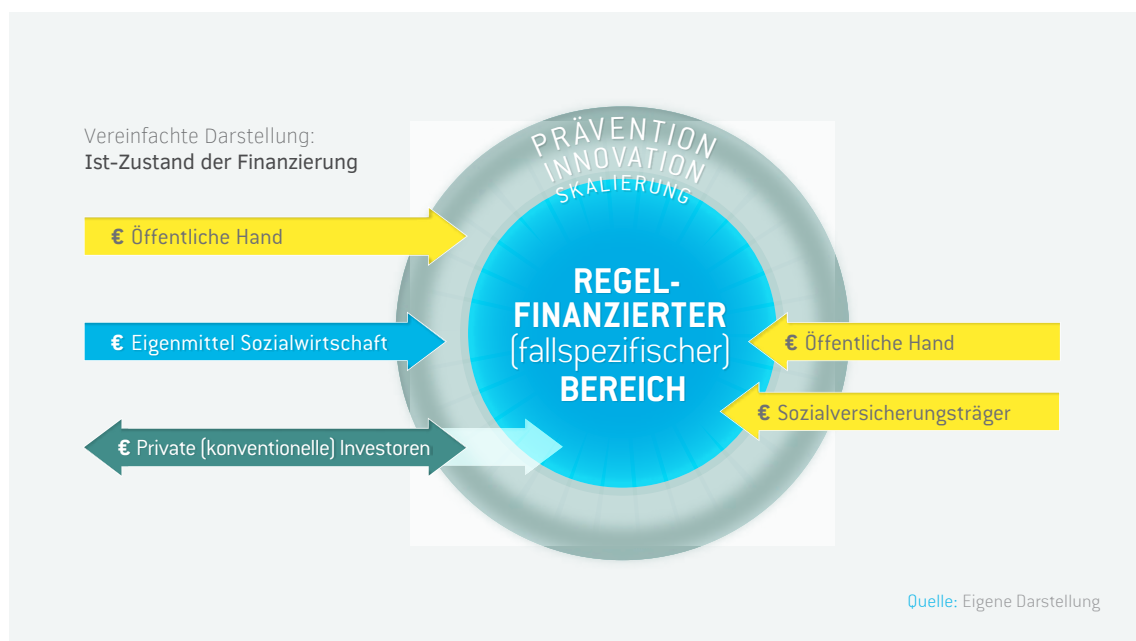 Vereinfachte Darstellung:
Ist-Zustand der Finanzierung
PRÄVENTION
INNOVATION
SKALIERUNG
€ Öffentliche Hand
REGEL-
FINANZIERTER
(fallspezifischer)
BEREICH
€ Eigenmittel Sozialwirtschaft
€ Öffentliche Hand
€ Sozialversicherungsträger
€ Private (konventionelle) Investoren
Quelle: Eigene Darstellung